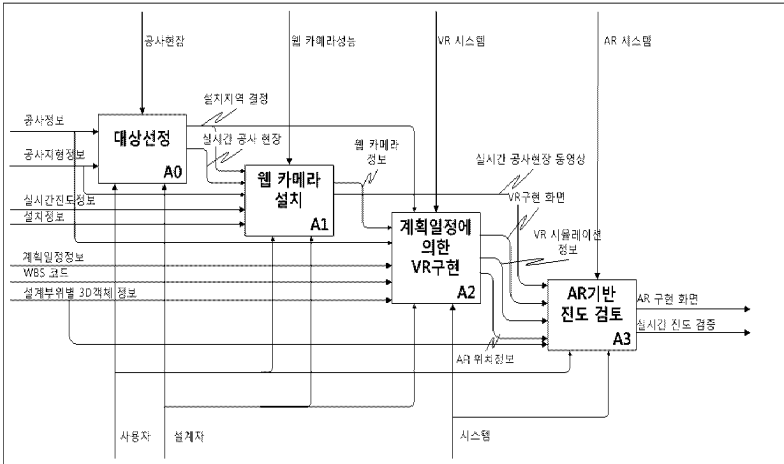 공사현장
웹 카메라성능
VR 시스템
AR 시스템
설치지역 결정
공사정보
대상선정
A0
실시간 공사 현장
웹 카메라
정보
실시간 공사현장 동영상
공사지형정보
웹 카메라
설치
A1
VR구현 화면
실시간진도정보
설치정보
계획일정에
의한
VR구현
A2
VR 시뮬레이션
정보
계획일정정보
WBS 코드
설계부위별 3D객체 정보
AR기반
진도 검토
A3
AR 구현 화면
실시간 진도 검증
AR 위치정보
사용자
설계자
시스템